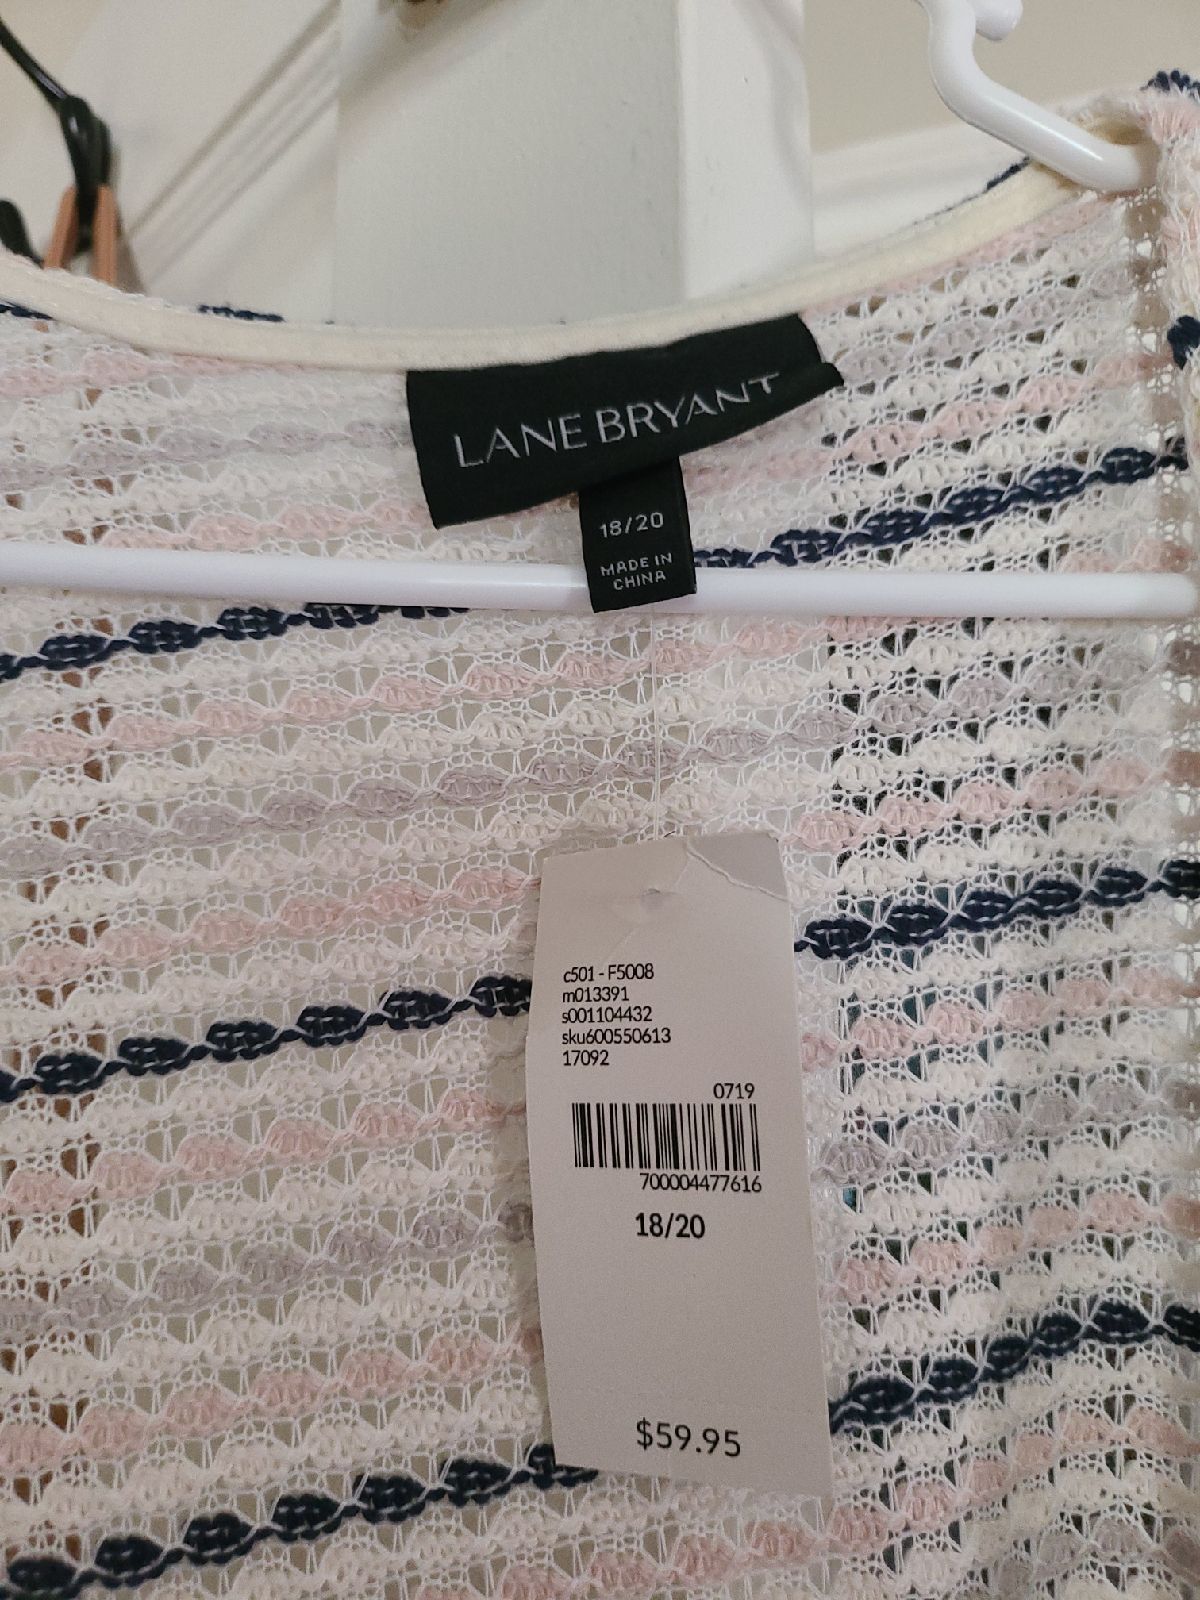 LANE BRYANT
18/20
MADE IN
CHINA
c501 - F5008
m013391
s001104432
sku600550613
17092
0719
700004477616
18/20
$59.95